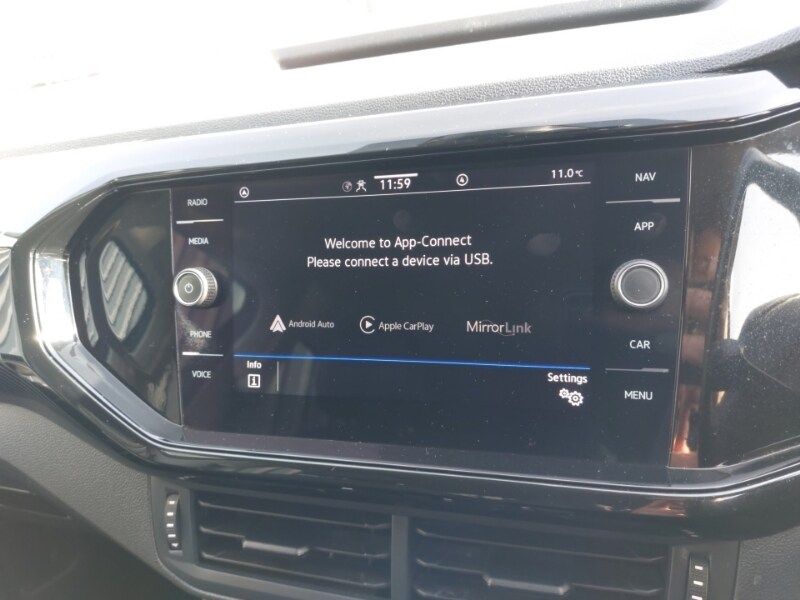 RADIO
MEDIA
PHONE
VOICE
11:59
11.0°C
Welcome to App-Connect
Please connect a device via USB.
Android Auto
Apple CarPlay
MirrorLink
Info
Settings
NAV
APP
CAR
MENU